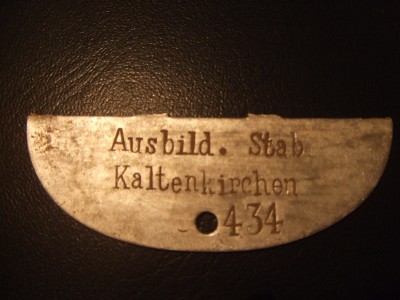 Ausbild. Stab
Kaltenkirchen
434